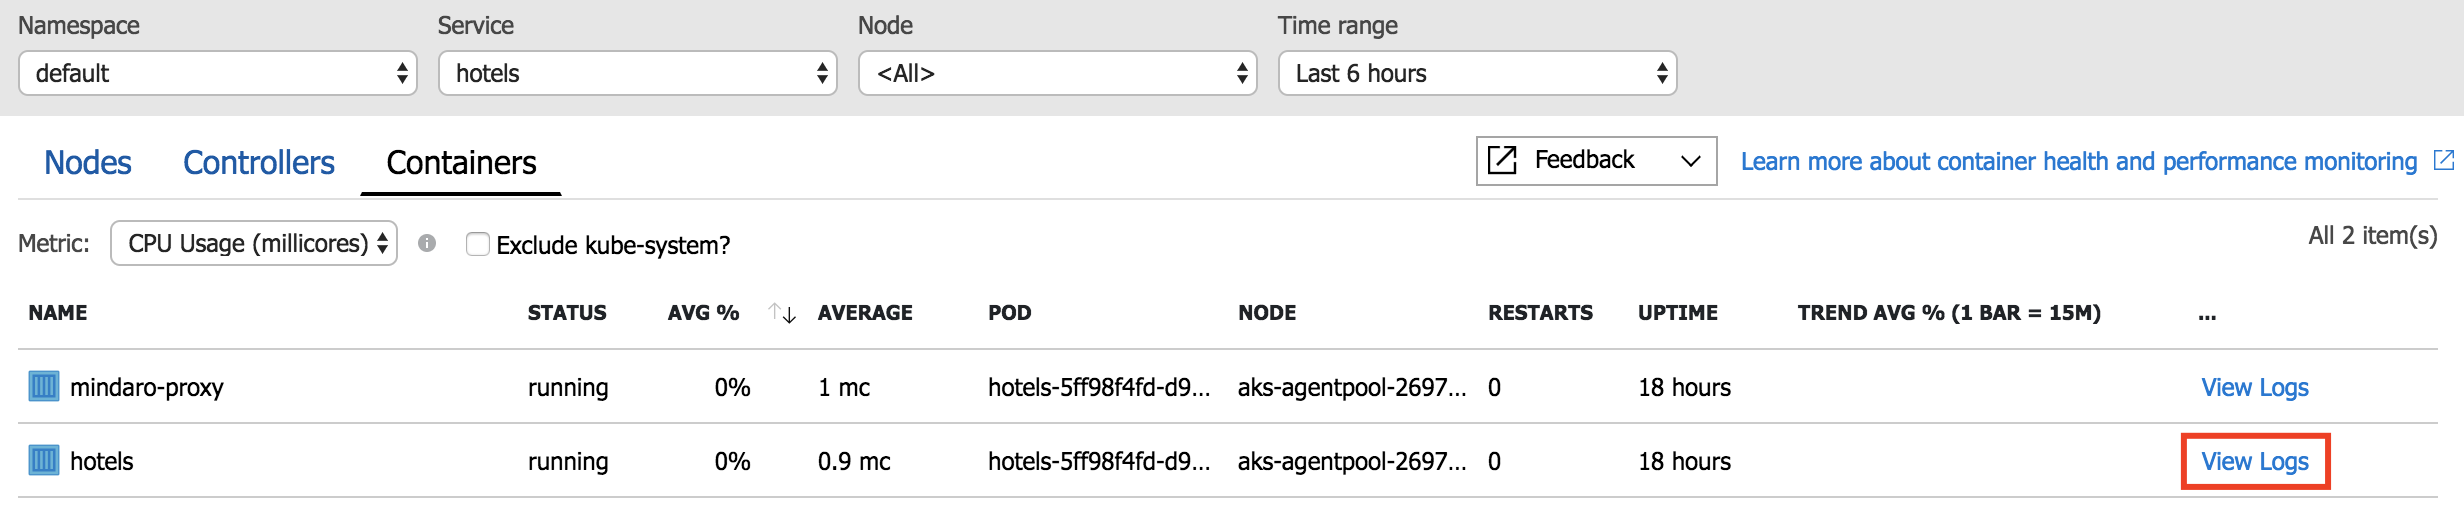 Namespace Service Node Time range
default hotels <All> Last 6 hours
Nodes Controllers Containers Feedback Learn more about container health and performance monitoring
Metric: CPU Usage (millicores) Exclude kube-system? All 2 item(s)
NAME STATUS AVG % AVERAGE POD NODE RESTARTS UPTIME TREND AVG % (1 BAR = 15M) ...
mindaro-proxy running 0% 1 mc hotels-5ff98f4fd-d9... aks-agentpool-2697... 0 18 hours View Logs
hotels running 0% 0.9 mc hotels-5ff98f4fd-d9... aks-agentpool-2697... 0 18 hours View Logs